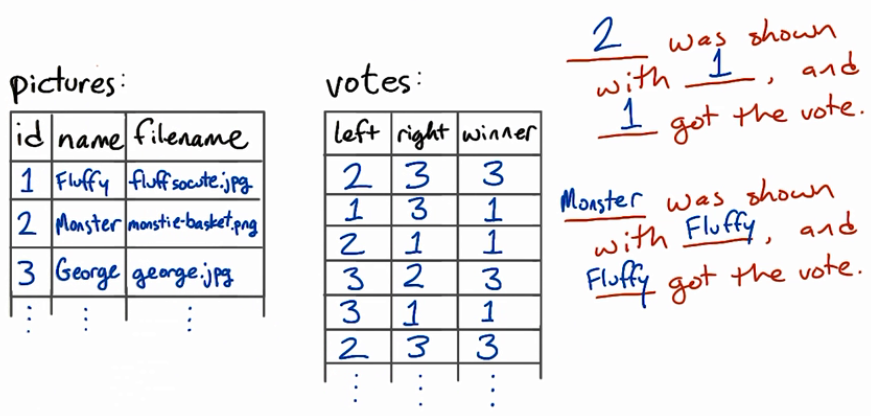 pictures:
id name filename
1 Fluffy fluffsocute.jpg
2 Monster monstie-basket.png
3 George george.jpg
⋮ ⋮ ⋮
votes:
left right winner
2 3 3
1 3 1
2 1 1
3 2 3
3 1 1
2 3 3
⋮ ⋮ ⋮
2 was shown
with 1, and
1 got the vote.
Monster was shown
with Fluffy, and
Fluffy got the vote.